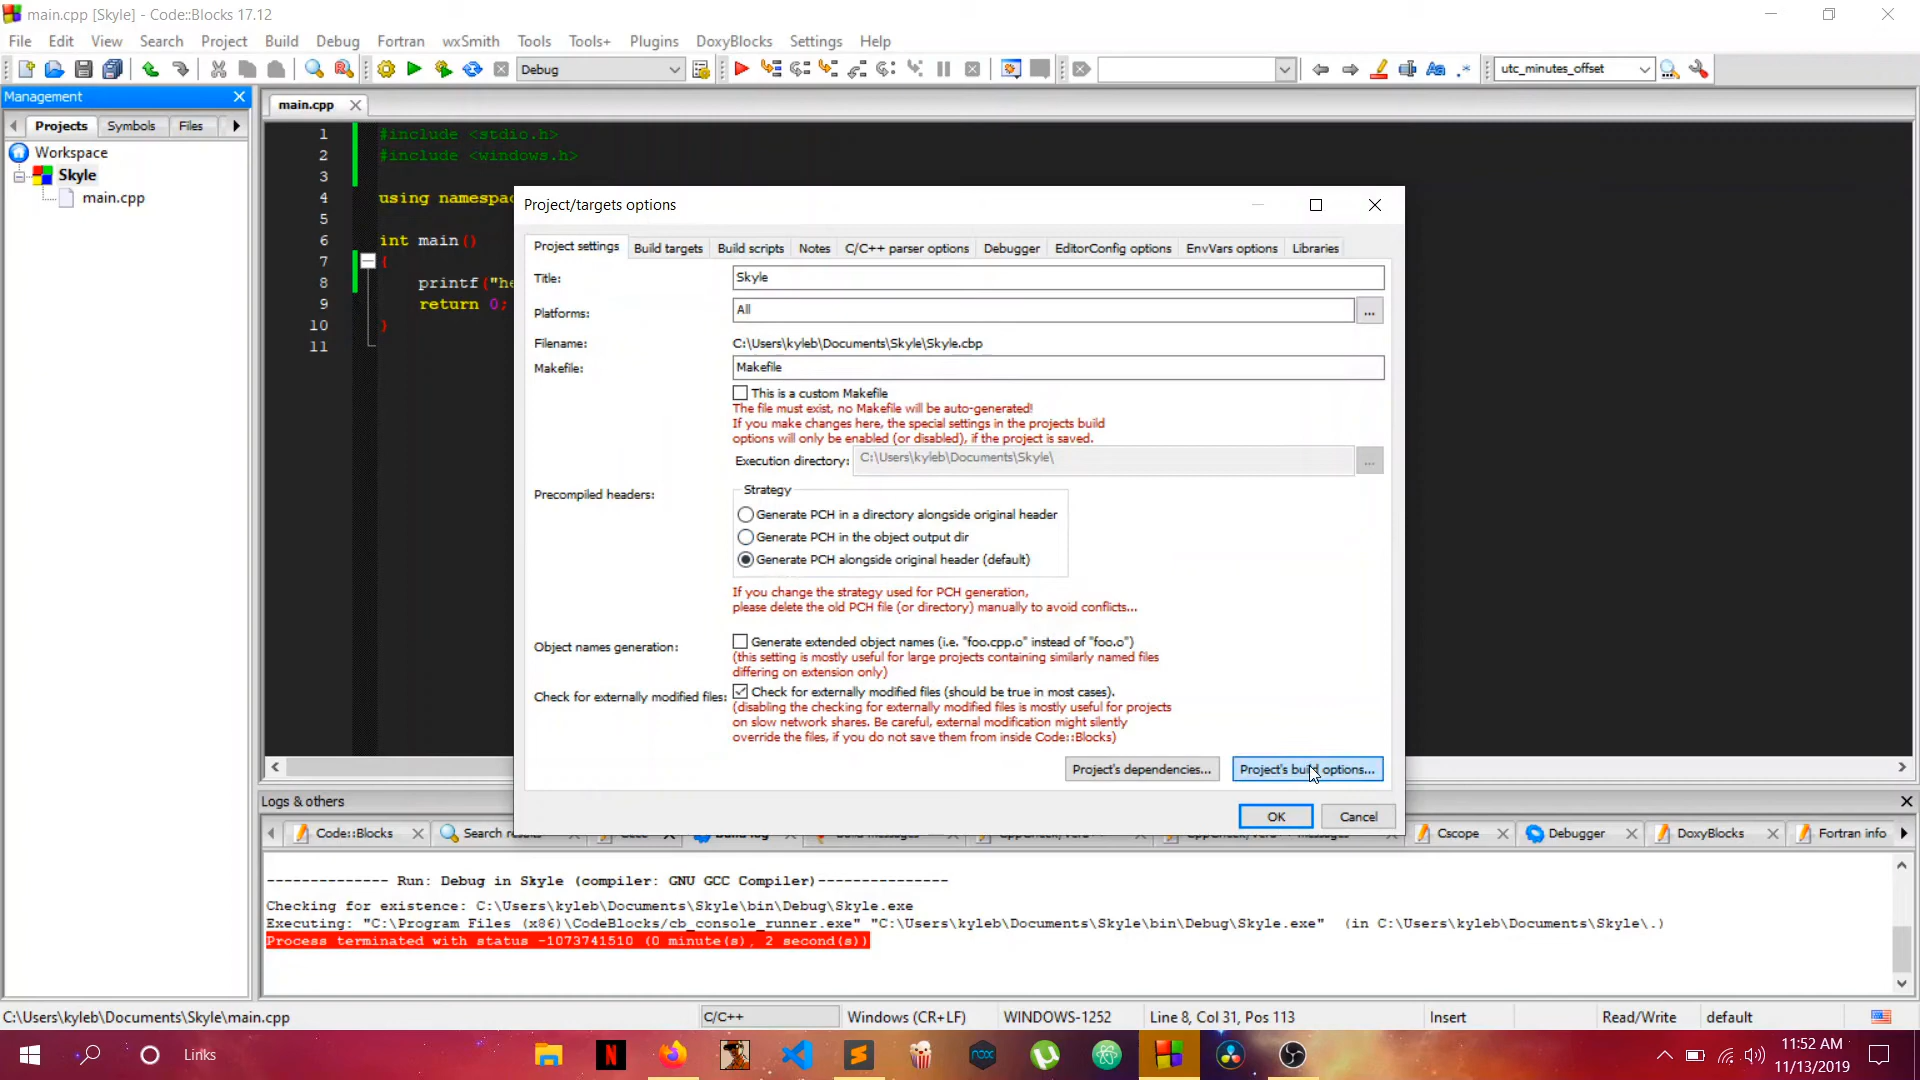 main.cpp [Skyle] - Code::Blocks 17.12
File Edit View Search Project Build Debug Fortran wxSmith Tools Tools+ Plugins DoxyBlocks Settings Help
Debug
utc_minutes_offset
Management
Projects Symbols Files
Workspace
Skyle
main.cpp
main.cpp
1 #include <stdio.h>
2 #include <windows.h>
3
4 using namespac
5
6 int main()
7 {
8 printf("he
9 return 0;
10 }
11
Project/targets options
Project settings Build targets Build scripts Notes C/C++ parser options Debugger EditorConfig options EnvVars options Libraries
Title: Skyle
Platforms: All ...
Filename: C:\Users\kyleb\Documents\Skyle\Skyle.cbp
Makefile: Makefile
This is a custom Makefile
The file must exist, no Makefile will be auto-generated!
If you make changes here, the special settings in the projects build
options will only be enabled (or disabled), if the project is saved.
Execution directory: C:\Users\kyleb\Documents\Skyle\ ...
Precompiled headers: Strategy
Generate PCH in a directory alongside original header
Generate PCH in the object output dir
Generate PCH alongside original header (default)
If you change the strategy used for PCH generation,
please delete the old PCH file (or directory) manually to avoid conflicts...
Object names generation: Generate extended object names (i.e. "foo.cpp.o" instead of "foo.o")
(this setting is mostly useful for large projects containing similarly named files
differing on extension only)
Check for externally modified files: Check for externally modified files (should be true in most cases).
(disabling the checking for externally modified files is mostly useful for projects
on slow network shares. Be careful, external modification might silently
override the files, if you do not save them from inside Code::Blocks)
Project's dependencies... Project's build options...
OK Cancel
Logs & others
Code::Blocks Search results Cccc Build log Build messages CppCheck/Vera++ CppCheck/Vera++ messages Cscope Debugger DoxyBlocks Fortran info
-------------- Run: Debug in Skyle (compiler: GNU GCC Compiler)---------------
Checking for existence: C:\Users\kyleb\Documents\Skyle\bin\Debug\Skyle.exe
Executing: "C:\Program Files (x86)\CodeBlocks/cb_console_runner.exe" "C:\Users\kyleb\Documents\Skyle\bin\Debug\Skyle.exe" (in C:\Users\kyleb\Documents\Skyle\.)
Process terminated with status -1073741510 (0 minute(s), 2 second(s))
C:\Users\kyleb\Documents\Skyle\main.cpp C/C++ Windows (CR+LF) WINDOWS-1252 Line 8, Col 31, Pos 113 Insert Read/Write default
Links
11:52 AM
11/13/2019